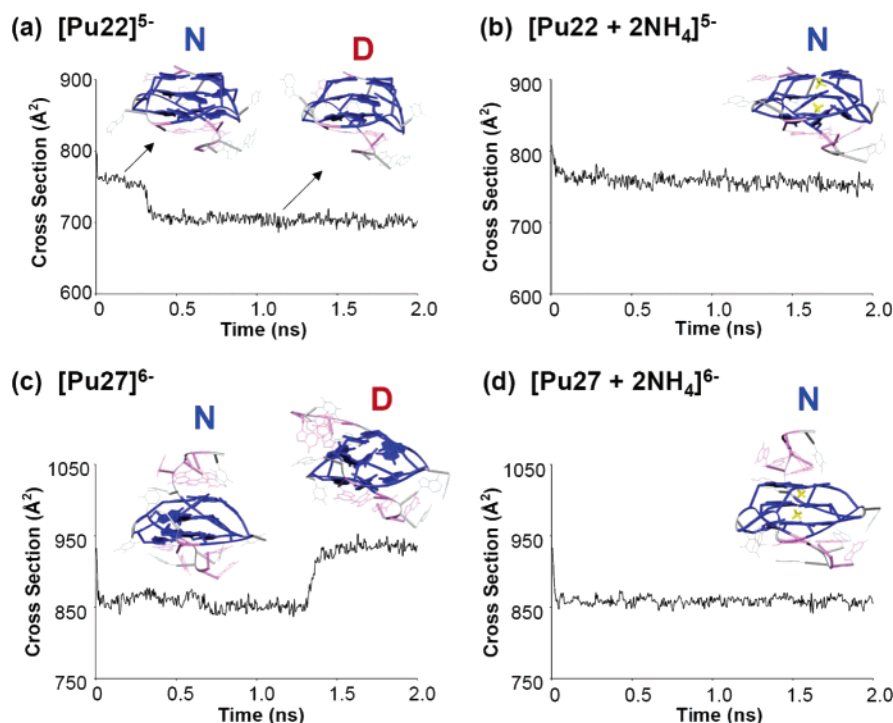 (a) [Pu22]5-
N
D
Cross Section (Å2)
900
800
700
600
0
0.5
1.0
1.5
2.0
Time (ns)
(b) [Pu22 + 2NH4]5-
N
Cross Section (Å2)
900
800
700
600
0
0.5
1.0
1.5
2.0
Time (ns)
(c) [Pu27]6-
N
D
Cross Section (Å2)
1050
950
850
750
0
0.5
1.0
1.5
2.0
Time (ns)
(d) [Pu27 + 2NH4]6-
N
Cross Section (Å2)
1050
950
850
750
0
0.5
1.0
1.5
2.0
Time (ns)